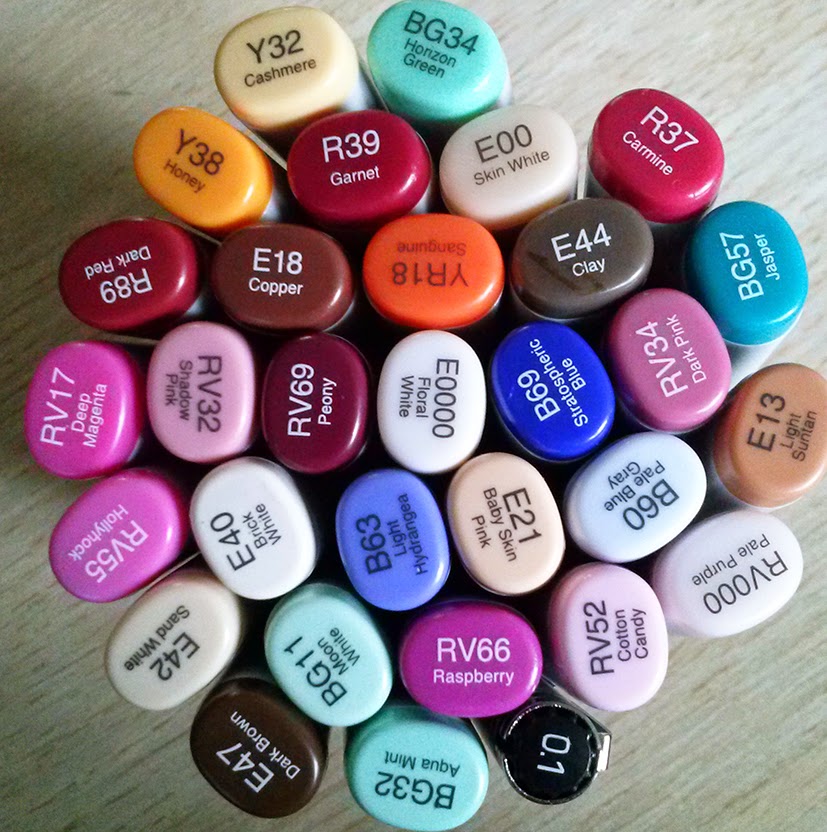 Y32
Cashmere
BG34
Horizon
Green
Y38
Honey
R39
Garnet
E00
Skin White
R37
Carmine
R89
Dark Red
E18
Copper
YR18
Sanguine
E44
Clay
BG57
Jasper
RV17
Deep
Magenta
RV32
Shadow
Pink
RV69
Peony
E0000
Floral
White
B69
Stratospheric
Blue
RV34
Dark Pink
E13
Light
Suntan
RV55
Hollyhock
E40
Brick
White
B63
Light
Hydrangea
E21
Baby Skin
Pink
B60
Pale Blue
Gray
RV000
Pale Purple
E42
Sand White
BG11
Moon
White
RV66
Raspberry
RV52
Cotton
Candy
E47
Dark Brown
BG32
Aqua Mint
0.1